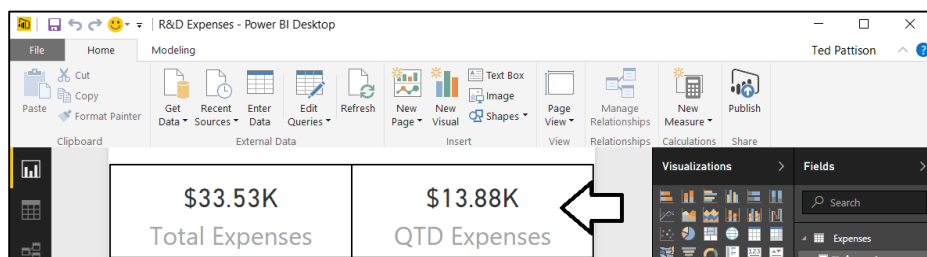 R&D Expenses - Power BI Desktop
File Home Modeling Ted Pattison
Paste
Cut
Copy
Format Painter
Clipboard
Get Data
Recent Sources
Enter Data
Edit Queries
Refresh
External Data
New Page
New Visual
Text Box
Image
Shapes
Insert
Page View
View
Manage Relationships
Relationships
New Measure
Calculations
Publish
Share
$33.53K
Total Expenses
$13.88K
QTD Expenses
Visualizations
Fields
Search
Expenses